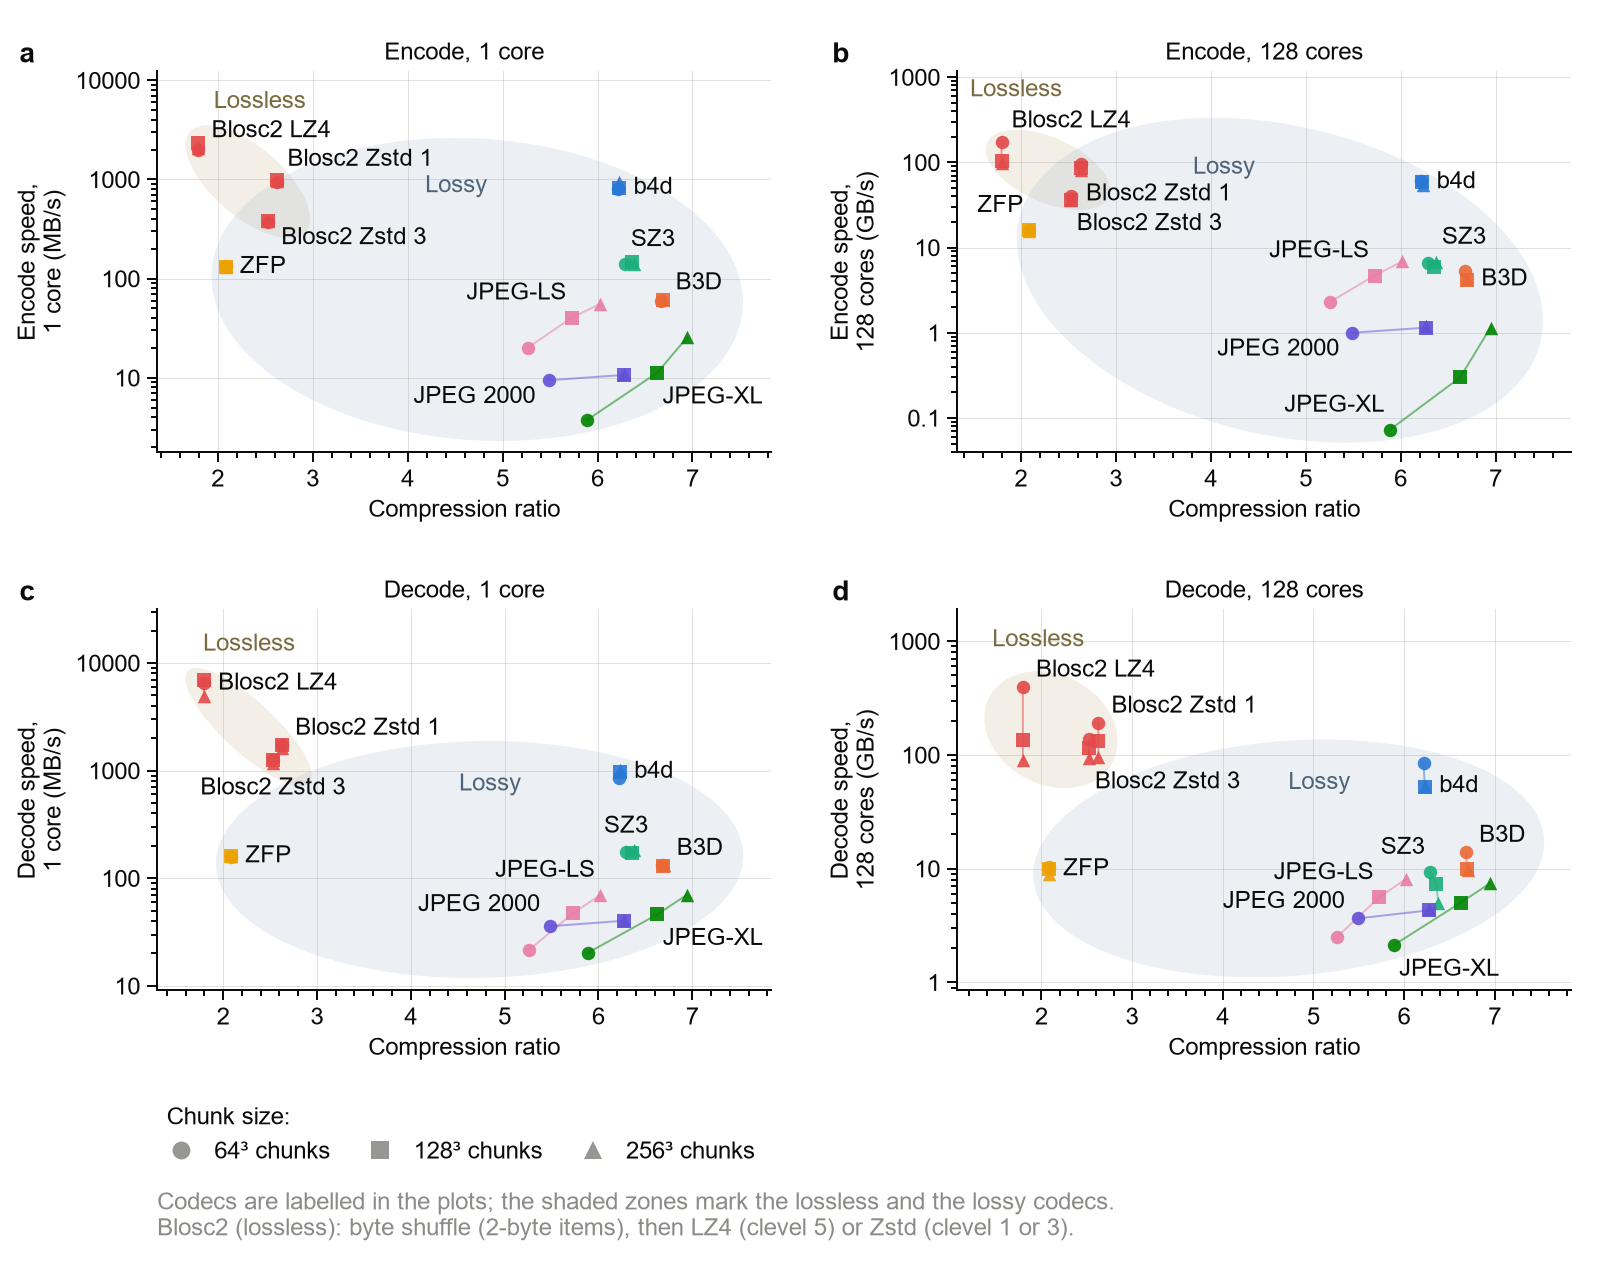 a
Encode, 1 core
10000
1000
100
10
Encode speed,
1 core (MB/s)
Lossless
Blosc2 LZ4
Blosc2 Zstd 1
Lossy
b4d
Blosc2 Zstd 3
SZ3
ZFP
B3D
JPEG-LS
JPEG 2000
JPEG-XL
2 3 4 5 6 7
Compression ratio
b
Encode, 128 cores
1000
100
10
1
0.1
Encode speed,
128 cores (GB/s)
Lossless
Blosc2 LZ4
Lossy
b4d
Blosc2 Zstd 1
ZFP
Blosc2 Zstd 3
SZ3
JPEG-LS
B3D
JPEG 2000
JPEG-XL
2 3 4 5 6 7
Compression ratio
c
Decode, 1 core
10000
1000
100
10
Decode speed,
1 core (MB/s)
Lossless
Blosc2 LZ4
Blosc2 Zstd 1
b4d
Lossy
Blosc2 Zstd 3
SZ3
B3D
ZFP
JPEG-LS
JPEG 2000
JPEG-XL
2 3 4 5 6 7
Compression ratio
d
Decode, 128 cores
1000
100
10
1
Decode speed,
128 cores (GB/s)
Lossless
Blosc2 LZ4
Blosc2 Zstd 1
Blosc2 Zstd 3
Lossy
b4d
B3D
SZ3
ZFP
JPEG-LS
JPEG 2000
JPEG-XL
2 3 4 5 6 7
Compression ratio
Chunk size:
64³ chunks 128³ chunks 256³ chunks
Codecs are labelled in the plots; the shaded zones mark the lossless and the lossy codecs.
Blosc2 (lossless): byte shuffle (2-byte items), then LZ4 (clevel 5) or Zstd (clevel 1 or 3).